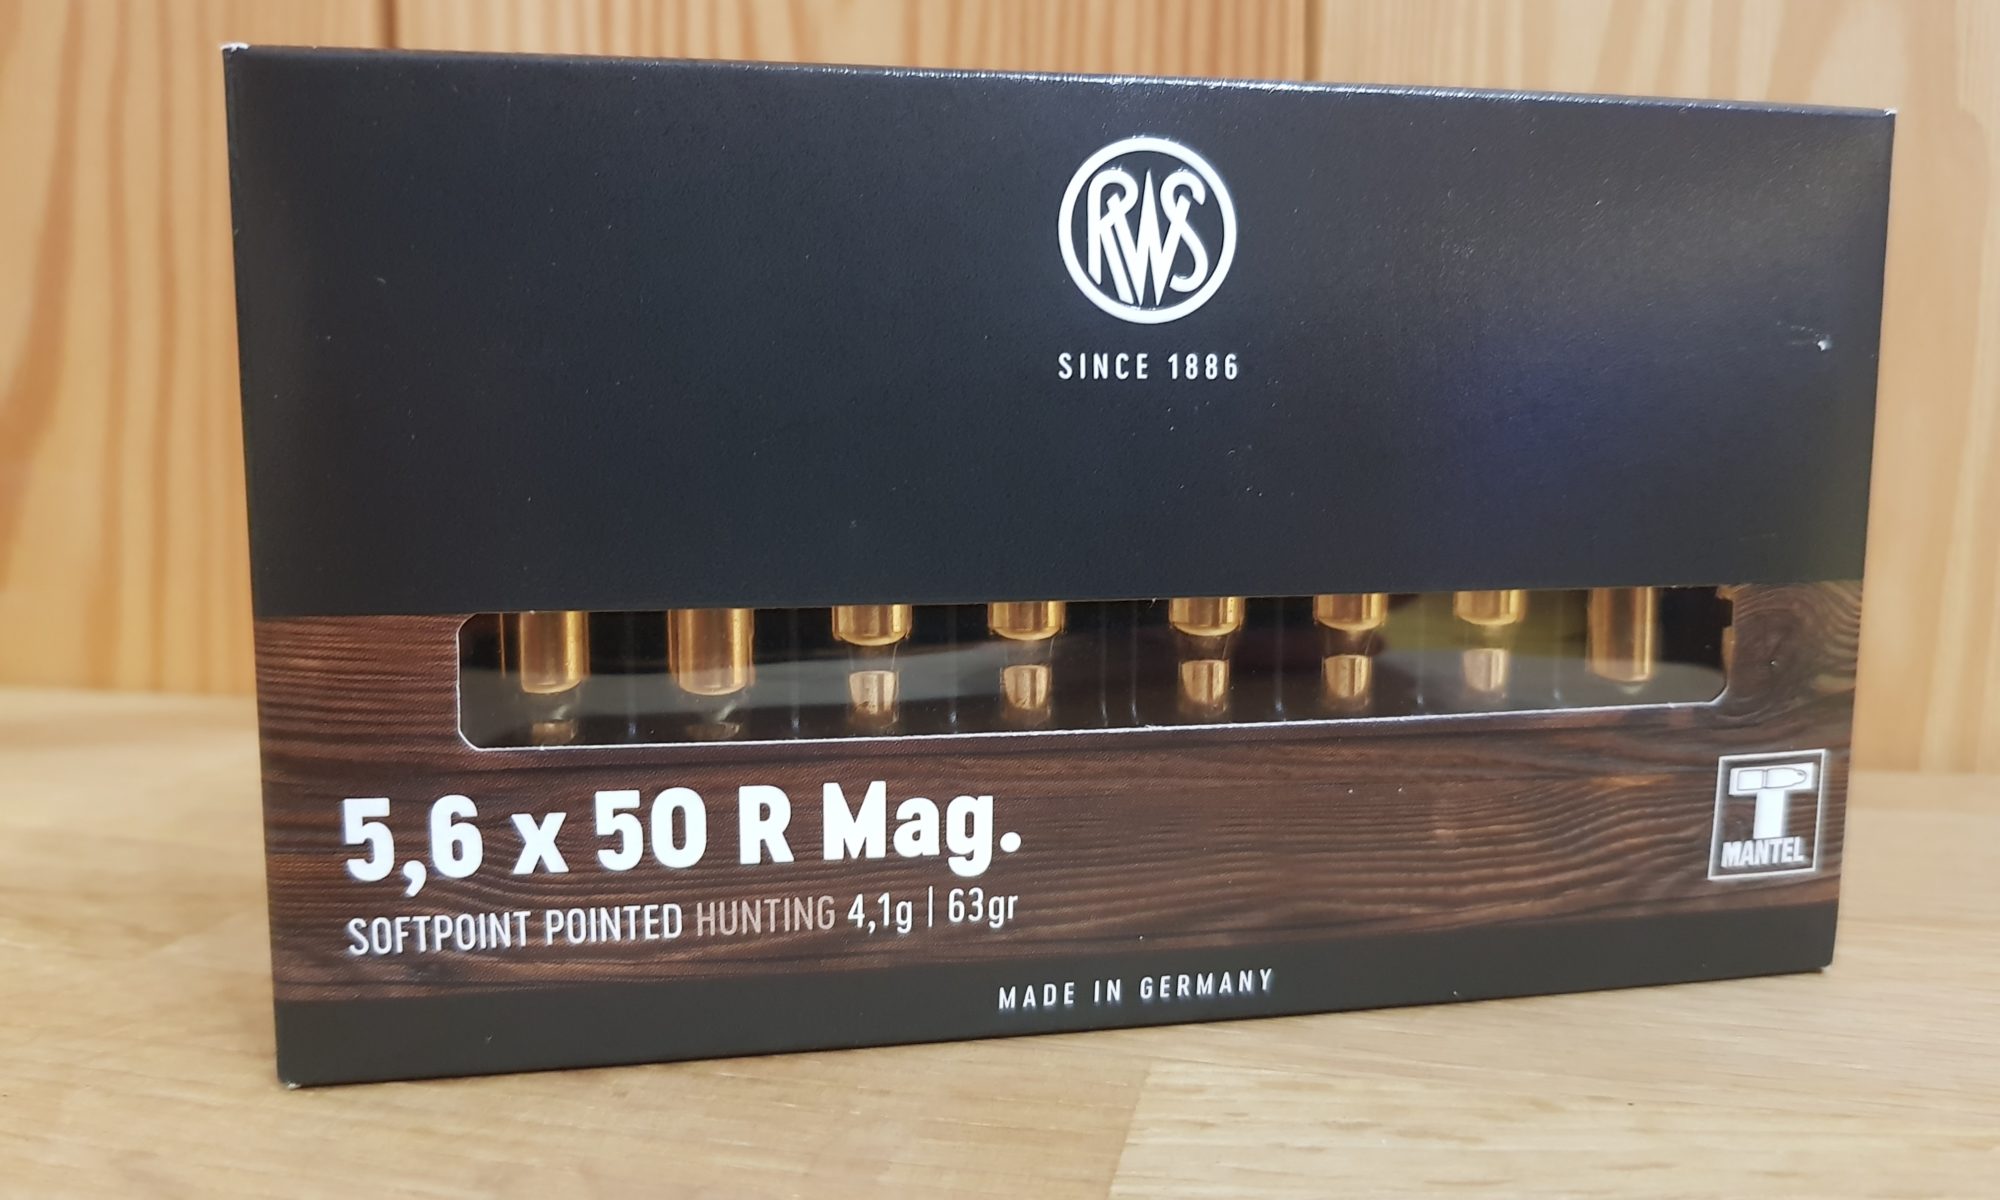 RWS
SINCE 1886
5,6 x 50 R Mag.
SOFTPOINT POINTED HUNTING 4,1g | 63gr
T
MANTEL
MADE IN GERMANY